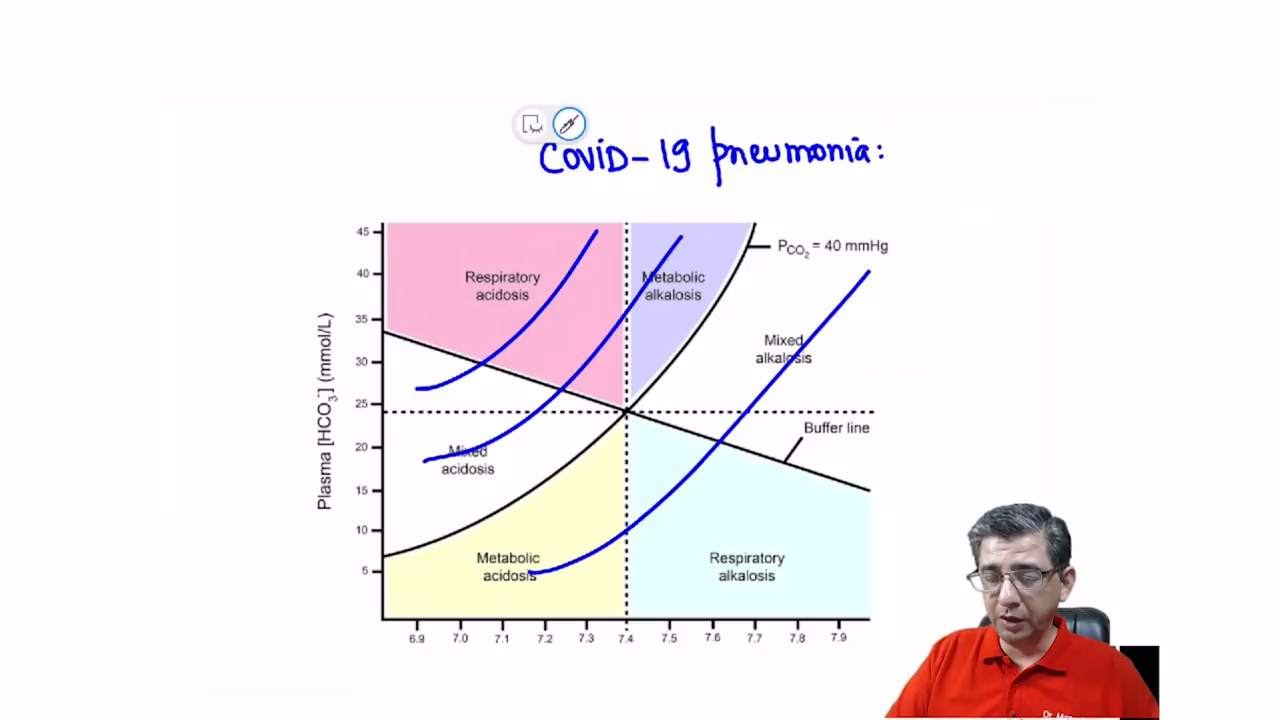 COVID-19 pneumonia:
45
40
35
30
25
20
15
10
5
Plasma [HCO3-] (mmol/L)
Respiratory
acidosis
Metabolic
alkalosis
PCO2 = 40 mmHg
Mixed
alkalosis
Buffer line
Mixed
acidosis
Metabolic
acidosis
Respiratory
alkalosis
6.9 7.0 7.1 7.2 7.3 7.4 7.5 7.6 7.7 7.8 7.9
Dr.